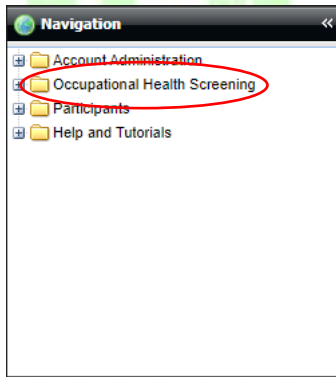 Navigation «
Account Administration
Occupational Health Screening
Participants
Help and Tutorials